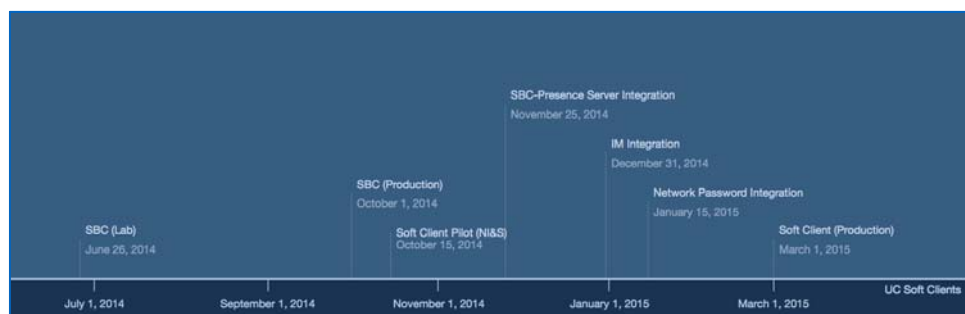 SBC-Presence Server Integration
November 25, 2014
IM Integration
December 31, 2014
SBC (Production)
October 1, 2014
Network Password Integration
January 15, 2015
SBC (Lab)
June 26, 2014
Soft Client Pilot (NI&S)
October 15, 2014
Soft Client (Production)
March 1, 2015
UC Soft Clients
July 1, 2014
September 1, 2014
November 1, 2014
January 1, 2015
March 1, 2015